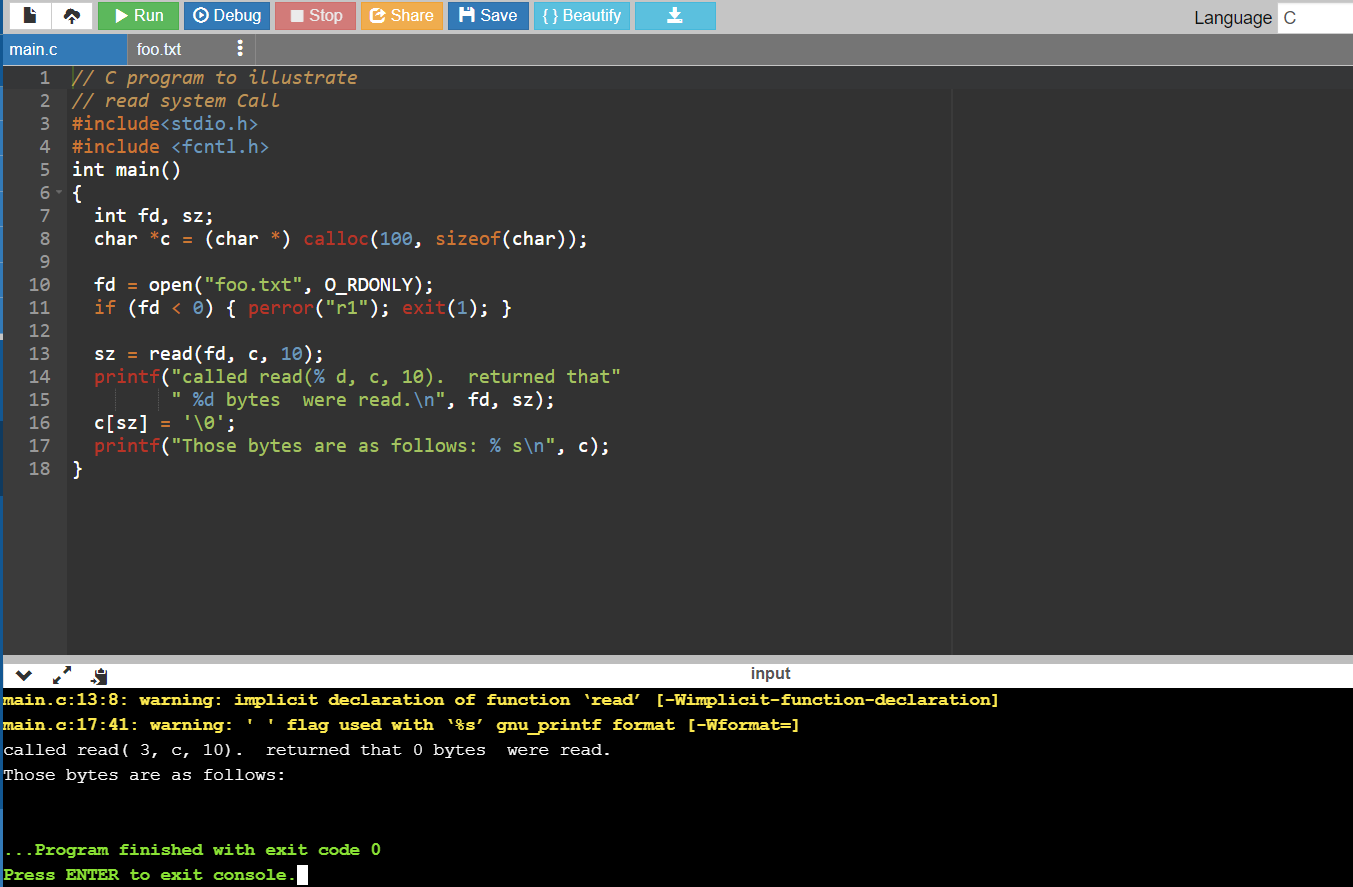 Run Debug Stop Share Save { } Beautify Language C
main.c foo.txt
1 // C program to illustrate
2 // read system Call
3 #include<stdio.h>
4 #include <fcntl.h>
5 int main()
6 {
7 int fd, sz;
8 char *c = (char *) calloc(100, sizeof(char));
9
10 fd = open("foo.txt", O_RDONLY);
11 if (fd < 0) { perror("r1"); exit(1); }
12
13 sz = read(fd, c, 10);
14 printf("called read(% d, c, 10).  returned that"
15 " %d bytes  were read.\n", fd, sz);
16 c[sz] = '\0';
17 printf("Those bytes are as follows: % s\n", c);
18 }
input
main.c:13:8: warning: implicit declaration of function ‘read’ [-Wimplicit-function-declaration]
main.c:17:41: warning: ' ' flag used with ‘%s’ gnu_printf format [-Wformat=]
called read( 3, c, 10).  returned that 0 bytes  were read.
Those bytes are as follows:
...Program finished with exit code 0
Press ENTER to exit console.